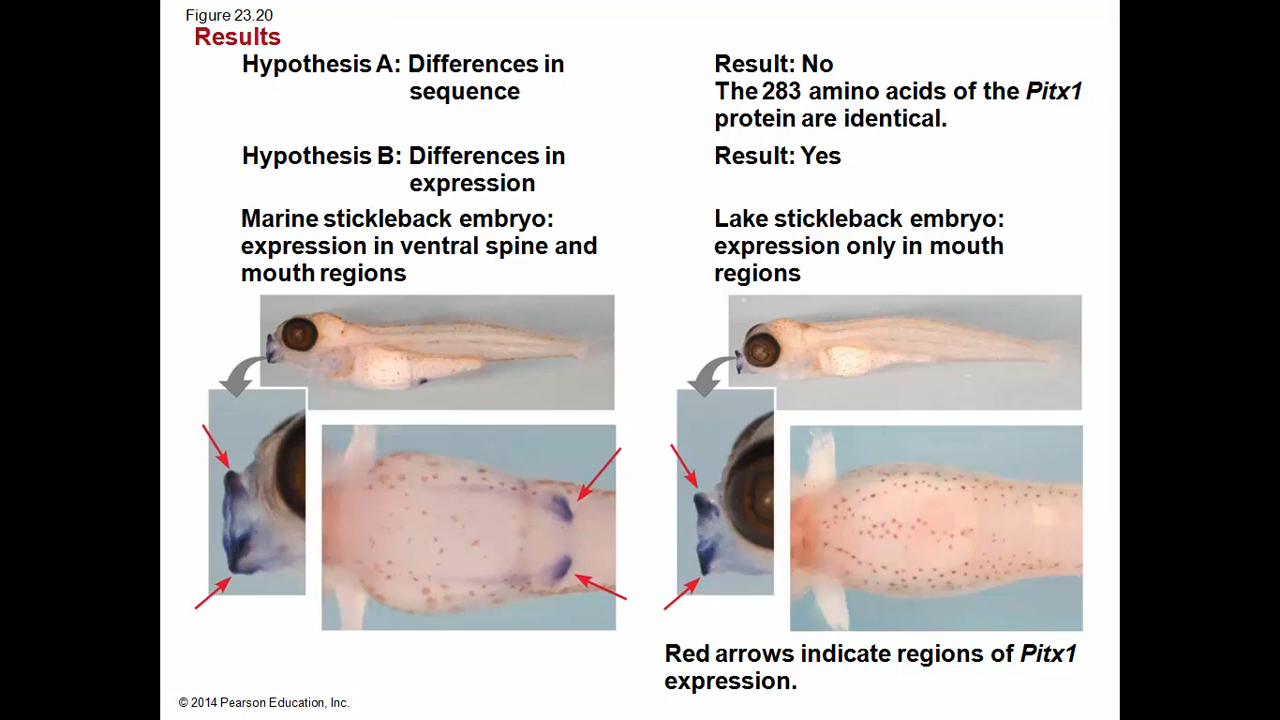 Figure 23.20
Results
Hypothesis A: Differences in
sequence
Result: No
The 283 amino acids of the Pitx1
protein are identical.
Hypothesis B: Differences in
expression
Result: Yes
Marine stickleback embryo:
expression in ventral spine and
mouth regions
Lake stickleback embryo:
expression only in mouth
regions
Red arrows indicate regions of Pitx1
expression.
© 2014 Pearson Education, Inc.